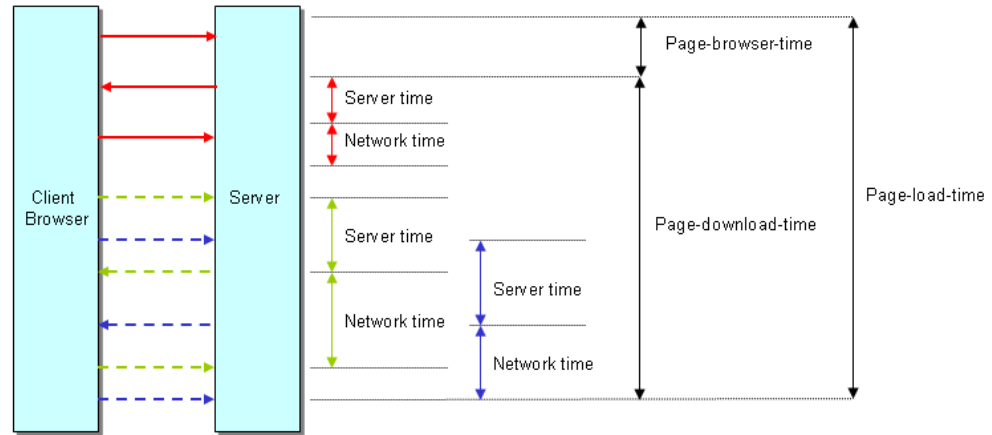 Page-browser-time
Server time
Network time
Client
Browser
Server
Page-load-time
Page-download-time
Server time
Server time
Network time
Network time